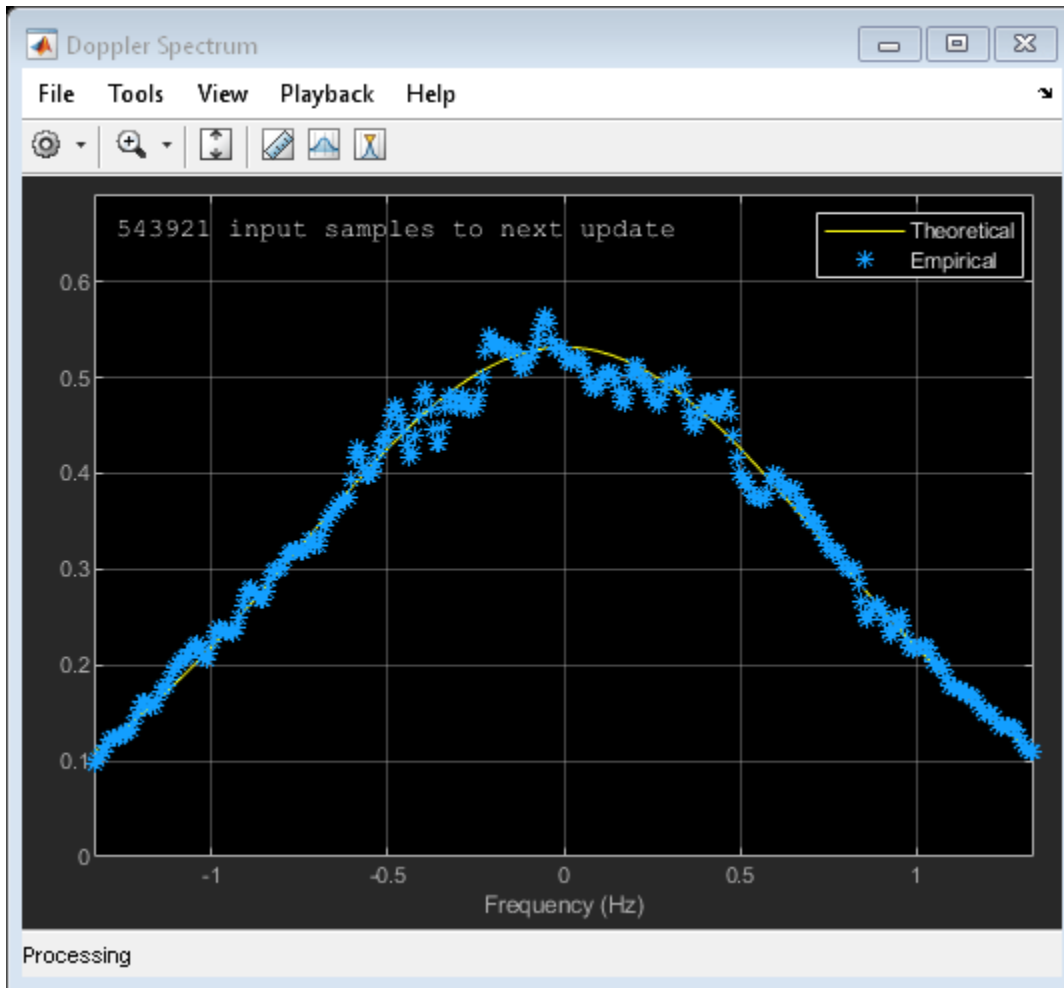 Doppler Spectrum
File Tools View Playback Help
543921 input samples to next update
Theoretical
Empirical
0.6
0.5
0.4
0.3
0.2
0.1
0
-1 -0.5 0 0.5 1
Frequency (Hz)
Processing